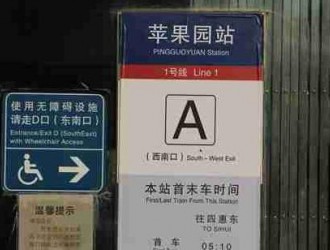 苹果园站
PINGGUOYUAN Station
1号线 Line 1
A
(西南口) South - West Exit
本站首末车时间
First/Last Train From This Station
往四惠东
TO SIHUI
首 车 05:10
使用无障碍设施
请走D口(东南口)
Entrance/Exit D (SouthEast)
with Wheelchair Access
温馨提示